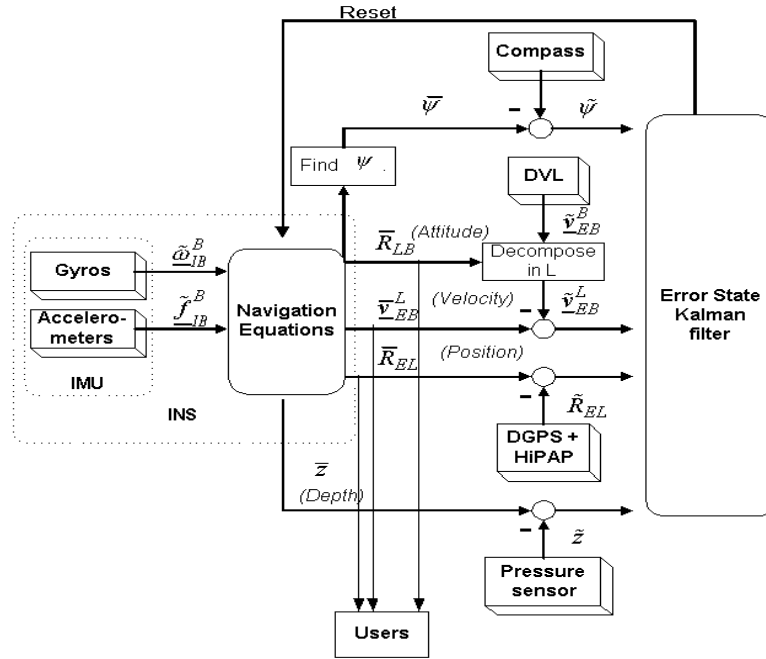 Reset
Compass
ψ̅
-
ψ̃
Find ψ .
DVL
ṽ_EB^B
R̅_LB (Attitude)
Decompose in L
Gyros
ω̃_IB^B
Navigation
Equations
(Velocity)
v̅_EB^L
-
ṽ_EB^L
Error State
Kalman
filter
Accelero-
meters
f̃_IB^B
R̅_EL
(Position)
IMU
-
R̃_EL
INS
DGPS +
HiPAP
z̅
(Depth)
-
z̃
Pressure
sensor
Users